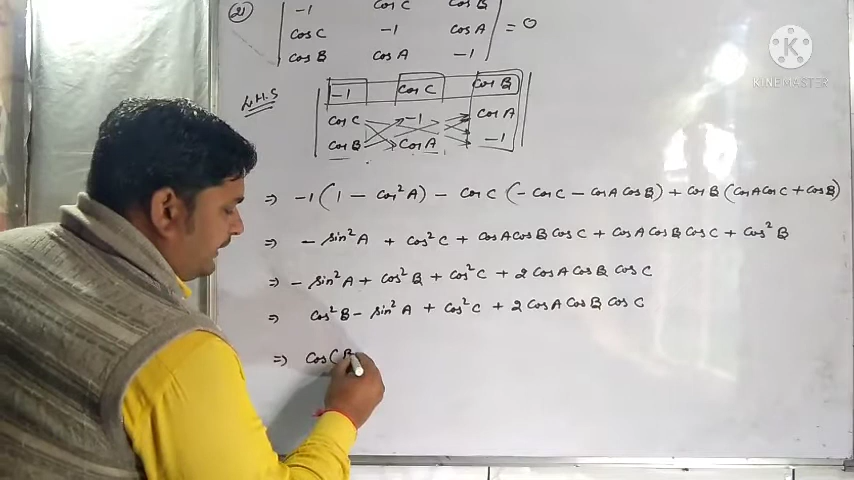 21 -1 cos C cos B
cos C -1 cos A = 0
cos B cos A -1
L.H.S -1 cos C cos B
cos C -1 cos A
cos B cos A -1
⇒ -1 (1 - cos²A) - cos C (-cos C - cos A cos B) + cos B (cos A cos C + cos B)
⇒ - sin²A + cos²C + cos A cos B cos C + cos A cos B cos C + cos²B
⇒ - sin²A + cos²B + cos²C + 2 cos A cos B cos C
⇒ cos²B - sin²A + cos²C + 2 cos A cos B cos C
⇒ cos(B
KINEMASTER